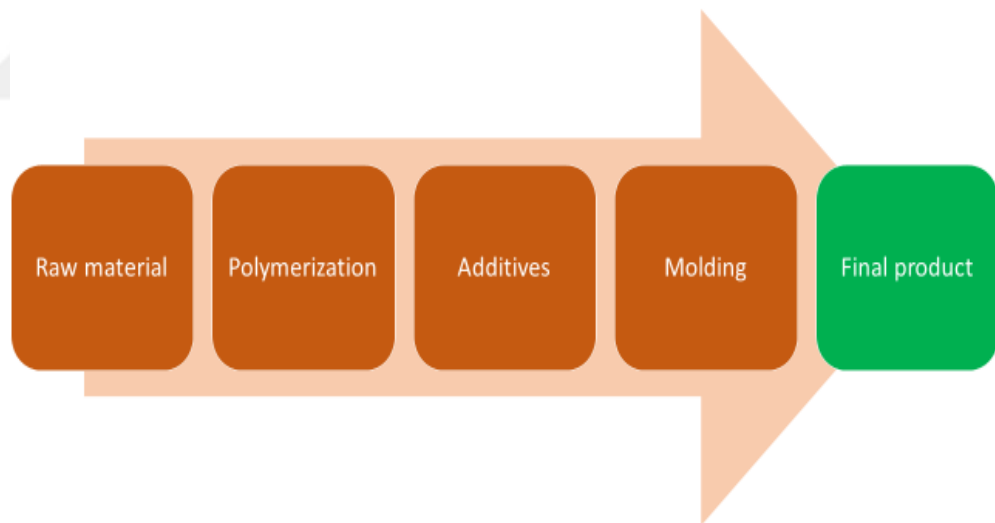 Raw material
Polymerization
Additives
Molding
Final product